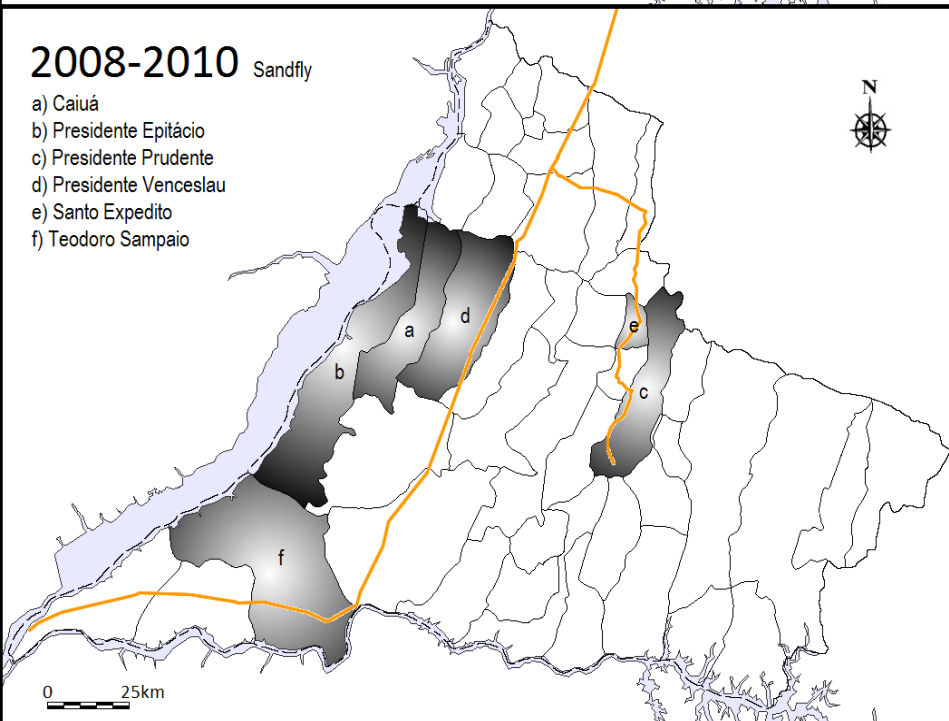 2008-2010 Sandfly
a) Caiuá
b) Presidente Epitácio
c) Presidente Prudente
d) Presidente Venceslau
e) Santo Expedito
f) Teodoro Sampaio
N
e
d
a
b
c
f
0 25km